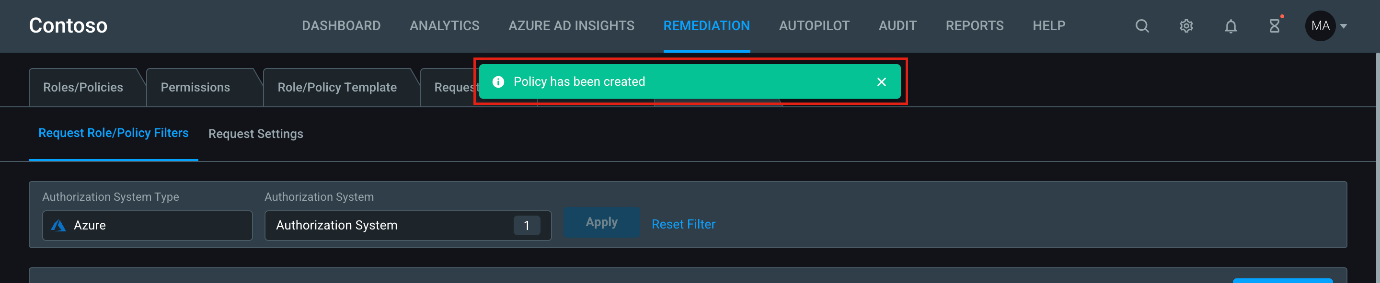 Contoso DASHBOARD ANALYTICS AZURE AD INSIGHTS REMEDIATION AUTOPILOT AUDIT REPORTS HELP MA
Roles/Policies Permissions Role/Policy Template Request Policy has been created
Request Role/Policy Filters Request Settings
Authorization System Type Authorization System
Azure Authorization System 1 Apply Reset Filter